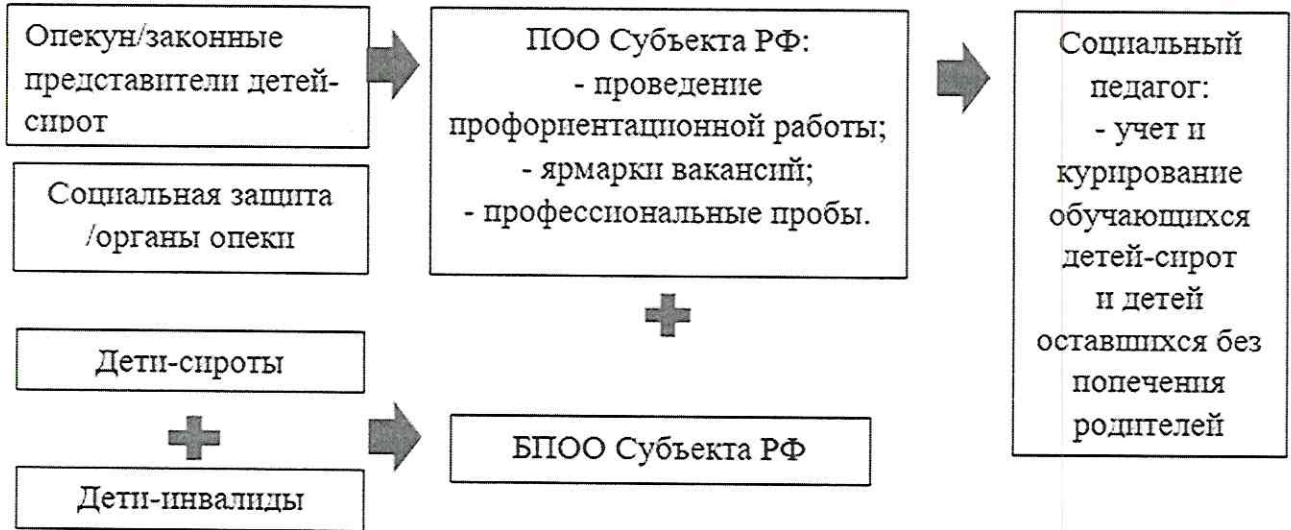 Опекун/законные
представители детей-
сирот
Социальная защита
/органы опеки
Дети-сироты
Дети-инвалиды
ПОО Субъекта РФ:
- проведение
профориентационной работы;
- ярмарки вакансий;
- профессиональные пробы.
БПОО Субъекта РФ
Социальный
педагог:
- учет и
курирование
обучающихся
детей-сирот
и детей
оставшихся без
попечения
родителей